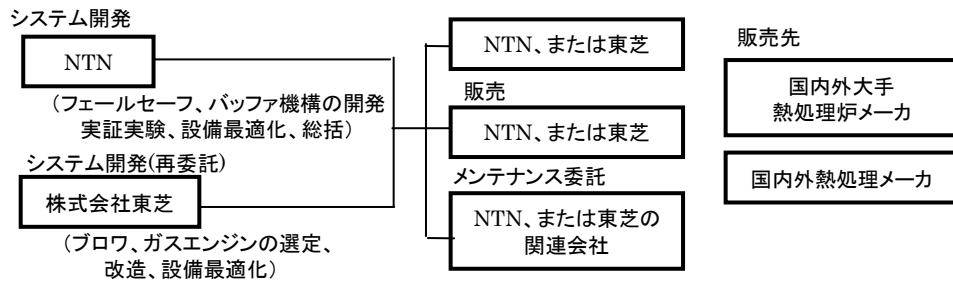 システム開発
NTN
(フェールセーフ、バッファ機構の開発
実証実験、設備最適化、総括)
システム開発(再委託)
株式会社東芝
(ブロワ、ガスエンジンの選定、
改造、設備最適化)
NTN、または東芝
販売
NTN、または東芝
メンテナンス委託
NTN、または東芝の
関連会社
販売先
国内外大手
熱処理炉メーカ
国内外熱処理メーカ